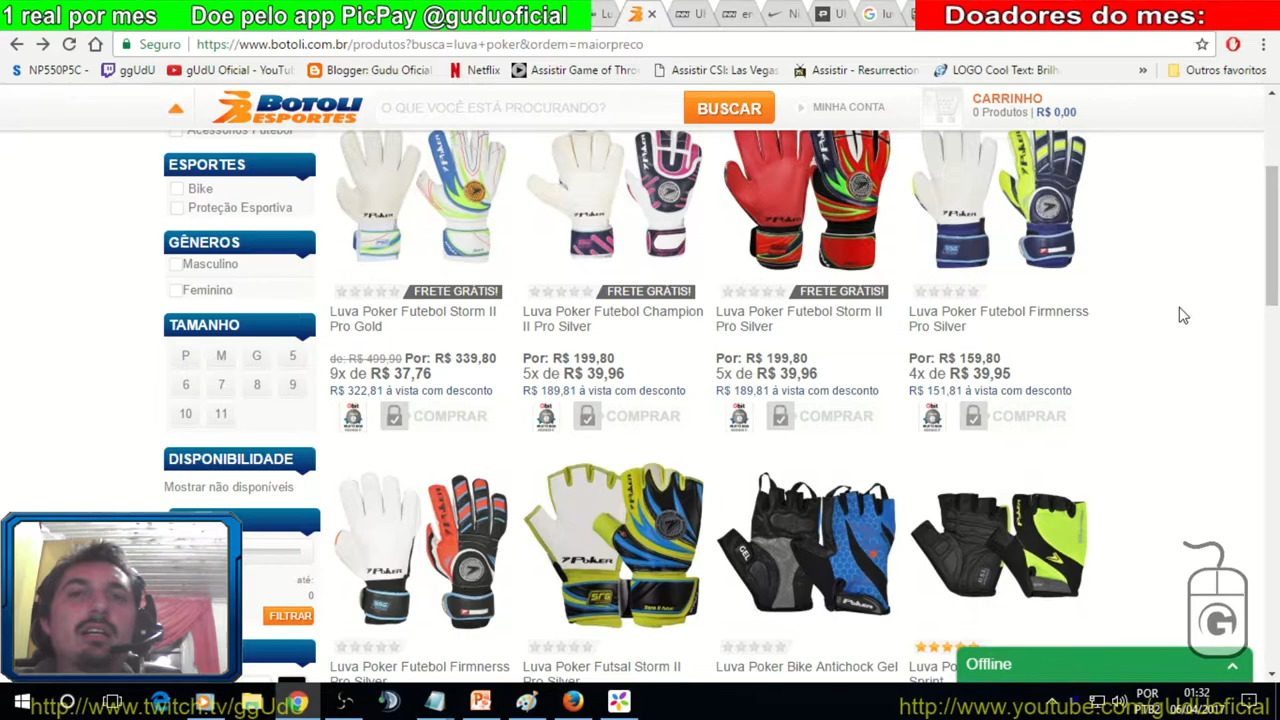 1 real por mes
Doe pelo app PicPay @guduoficial
Doadores do mes:
Seguro
https://www.botoli.com.br/produtos?busca=luva+poker&ordem=maiorpreco
NP550P5C -
ggUdU
gUdU Oficial - YouTu
Blogger: Gudu Oficial
Netflix
Assistir Game of Thro
Assistir CSI: Las Vegas
Assistir - Resurrection
LOGO Cool Text: Brilh
»
Outros favoritos
BOTOLI
ESPORTES
O QUE VOCÊ ESTÁ PROCURANDO?
BUSCAR
MINHA CONTA
CARRINHO
0 Produtos | R$ 0,00
Acessórios Futebol
ESPORTES
Bike
Proteção Esportiva
GÊNEROS
Masculino
Feminino
TAMANHO
P M G 5
6 7 8 9
10 11
DISPONIBILIDADE
Mostrar não disponíveis
até:
0
FILTRAR
FRETE GRÁTIS!
Luva Poker Futebol Storm II
Pro Gold
de: R$ 499,90 Por: R$ 339,80
9x de R$ 37,76
R$ 322,81 à vista com desconto
COMPRAR
FRETE GRÁTIS!
Luva Poker Futebol Champion
II Pro Silver
Por: R$ 199,80
5x de R$ 39,96
R$ 189,81 à vista com desconto
COMPRAR
FRETE GRÁTIS!
Luva Poker Futebol Storm II
Pro Silver
Por: R$ 199,80
5x de R$ 39,96
R$ 189,81 à vista com desconto
COMPRAR
Luva Poker Futebol Firmnerss
Pro Silver
Por: R$ 159,80
4x de R$ 39,95
R$ 151,81 à vista com desconto
COMPRAR
Luva Poker Futebol Firmnerss
Pro Silver
Luva Poker Futsal Storm II
Luva Poker Bike Antichock Gel
Luva Po
Sprint
Offline
G
POR
PTB2
01:32
06/04/2017
http://www.twitch.tv/ggUdU
http://www.youtube.com/gUdUoficial